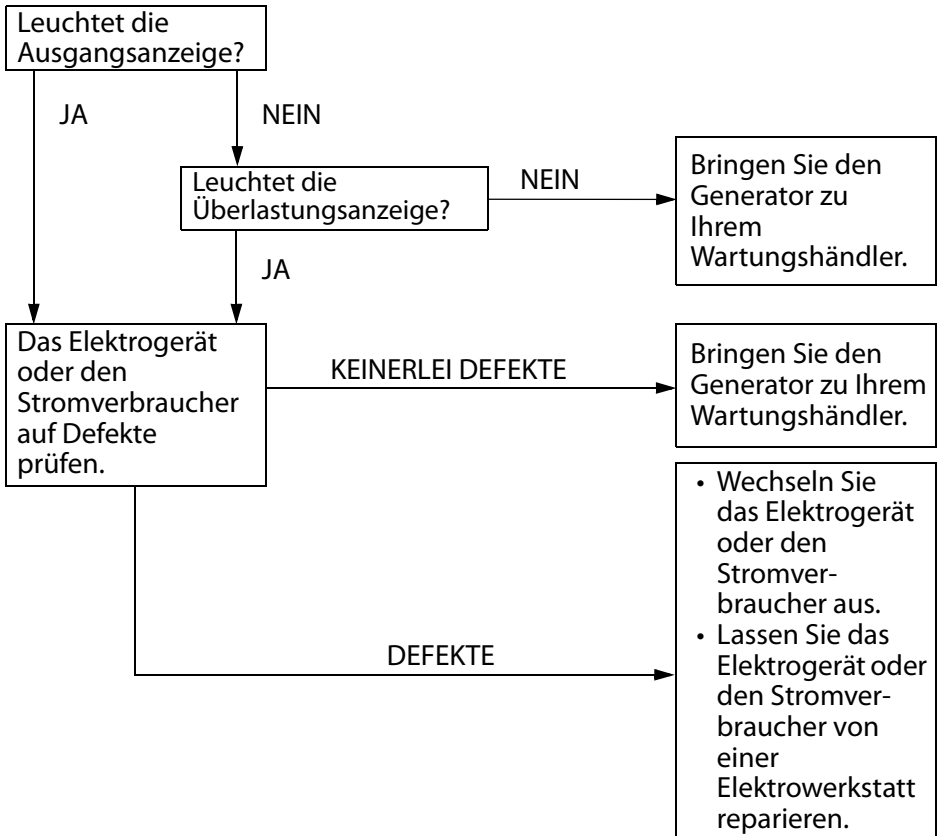 Leuchtet die
Ausgangsanzeige?
JA
NEIN
Leuchtet die
Überlastungsanzeige?
NEIN
Bringen Sie den
Generator zu
Ihrem
Wartungshändler.
JA
Das Elektrogerät
oder den
Stromverbraucher
auf Defekte
prüfen.
KEINERLEI DEFEKTE
Bringen Sie den
Generator zu Ihrem
Wartungshändler.
DEFEKTE
• Wechseln Sie
das Elektrogerät
oder den
Stromver-
braucher aus.
• Lassen Sie das
Elektrogerät oder
den Stromver-
braucher von
einer
Elektrowerkstatt
reparieren.